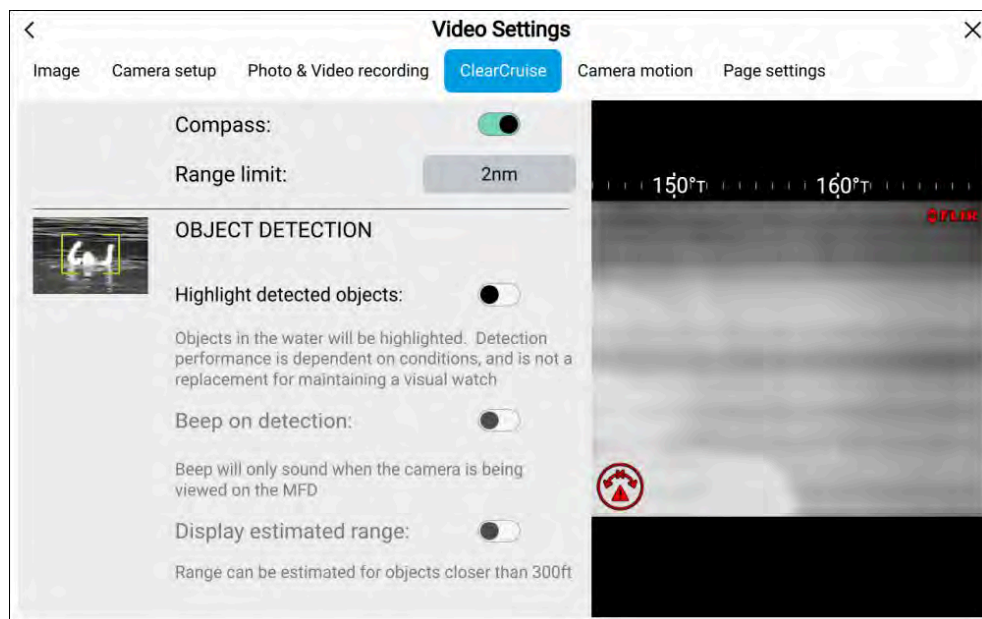 Video Settings
Image Camera setup Photo & Video recording ClearCruise Camera motion Page settings
Compass:
Range limit: 2nm
150°T 160°T
FLIR
OBJECT DETECTION
Highlight detected objects:
Objects in the water will be highlighted. Detection
performance is dependent on conditions, and is not a
replacement for maintaining a visual watch
Beep on detection:
Beep will only sound when the camera is being
viewed on the MFD
Display estimated range:
Range can be estimated for objects closer than 300ft